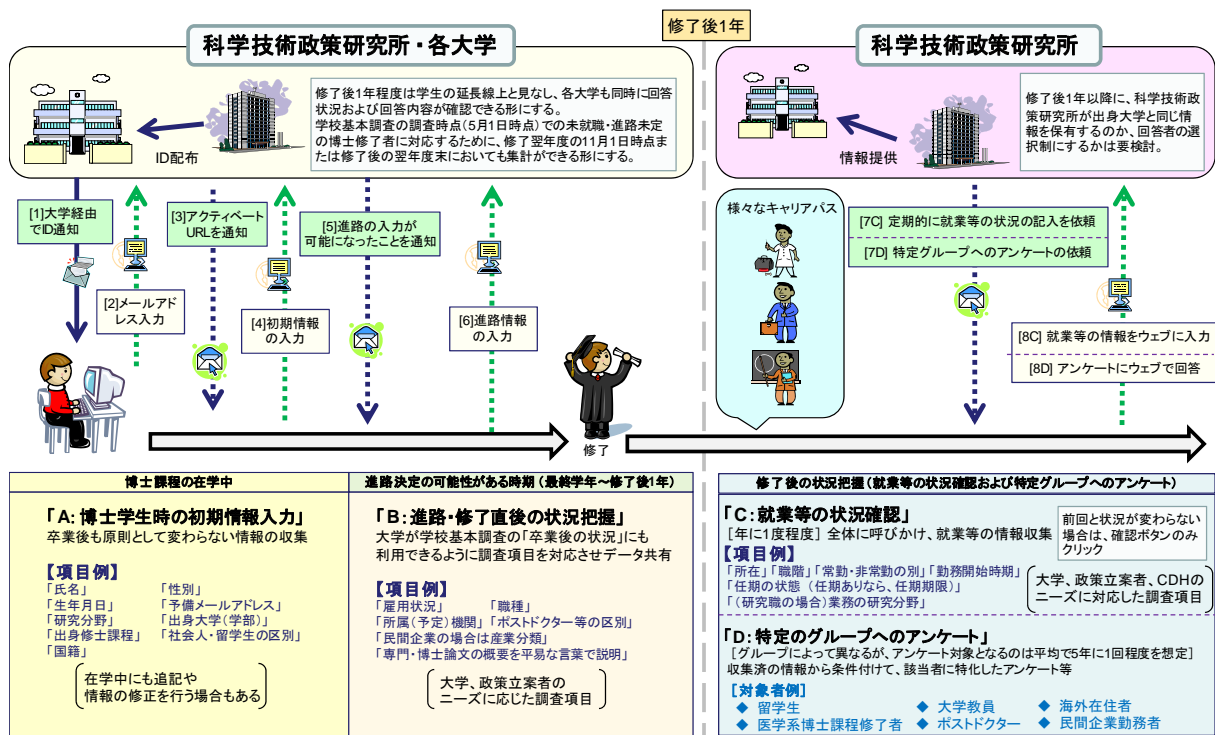 修了後1年
科学技術政策研究所・各大学
修了後1年程度は学生の延長線上と見なし、各大学も同時に回答
状況および回答内容が確認できる形にする。
学校基本調査の調査時点(5月1日時点)での未就職・進路未定
の博士修了者に対応するために、修了翌年度の11月1日時点ま
たは修了後の翌年度末においても集計ができる形にする。
ID配布
[1]大学経由
でID通知
[2]メールアド
レス入力
[3]アクティベート
URLを通知
[4]初期情報
の入力
[5]進路の入力が
可能になったことを通知
[6]進路情報
の入力
修了
科学技術政策研究所
修了後1年以降に、科学技術政
策研究所が出身大学と同じ情
報を保有するのか、回答者の選
択制にするかは要検討。
情報提供
様々なキャリアパス
[7C] 定期的に就業等の状況の記入を依頼
[7D] 特定グループへのアンケートの依頼
[8C] 就業等の情報をウェブに入力
[8D] アンケートにウェブで回答
博士課程の在学中
「A:博士学生時の初期情報入力」
卒業後も原則として変わらない情報の収集
【項目例】
「氏名」 「性別」
「生年月日」 「予備メールアドレス」
「研究分野」 「出身大学(学部)」
「出身修士課程」 「社会人・留学生の区別」
「国籍」
在学中にも追記や
情報の修正を行う場合もある
進路決定の可能性がある時期(最終学年~修了後1年)
「B:進路・修了直後の状況把握」
大学が学校基本調査の「卒業後の状況」にも
利用できるように調査項目を対応させデータ共有
【項目例】
「雇用状況」 「職種」
「所属(予定)機関」 「ポストドクター等の区別」
「民間企業の場合は産業分類」
「専門・博士論文の概要を平易な言葉で説明」
大学、政策立案者の
ニーズに応じた調査項目
修了後の状況把握(就業等の状況確認および特定グループへのアンケート)
「C:就業等の状況確認」
[年に1度程度] 全体に呼びかけ、就業等の情報収集
前回と状況が変わらない
場合は、確認ボタンのみ
クリック
【項目例】
「所在」「職階」「常勤・非常勤の別」「勤務開始時期」
「任期の状態 (任期ありなら、任期期限)」
「(研究職の場合)業務の研究分野」
大学、政策立案者、CDHの
ニーズに対応した調査項目
「D:特定のグループへのアンケート」
[グループによって異なるが、アンケート対象となるのは平均で5年に1回程度を想定]
収集済の情報から条件付けて、該当者に特化したアンケート等
[対象者例]
◆ 留学生 ◆ 大学教員 ◆ 海外在住者
◆ 医学系博士課程修了者 ◆ ポストドクター ◆ 民間企業勤務者